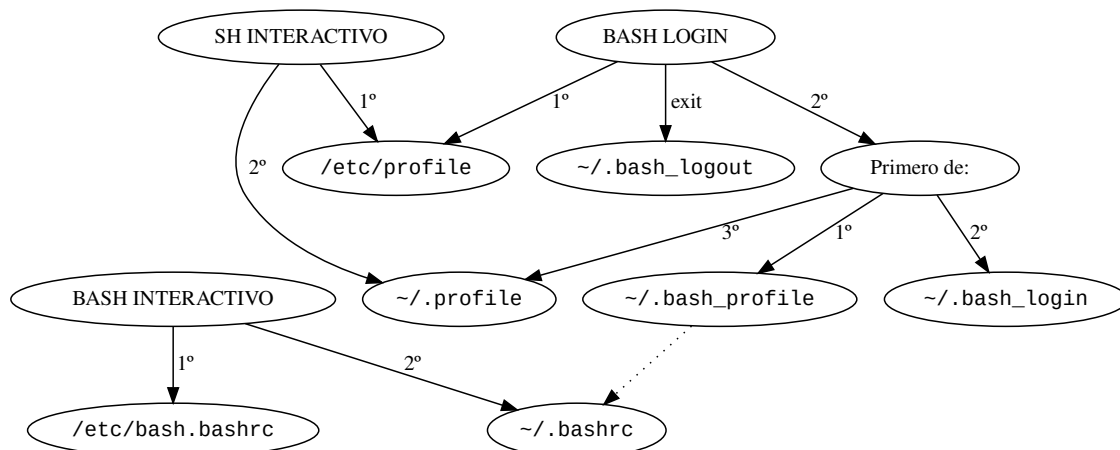 SH INTERACTIVO
BASH LOGIN
1º
1º
exit
2º
2º
/etc/profile
~/.bash_logout
Primero de:
3º
1º
2º
BASH INTERACTIVO
~/.profile
~/.bash_profile
~/.bash_login
1º
2º
/etc/bash.bashrc
~/.bashrc